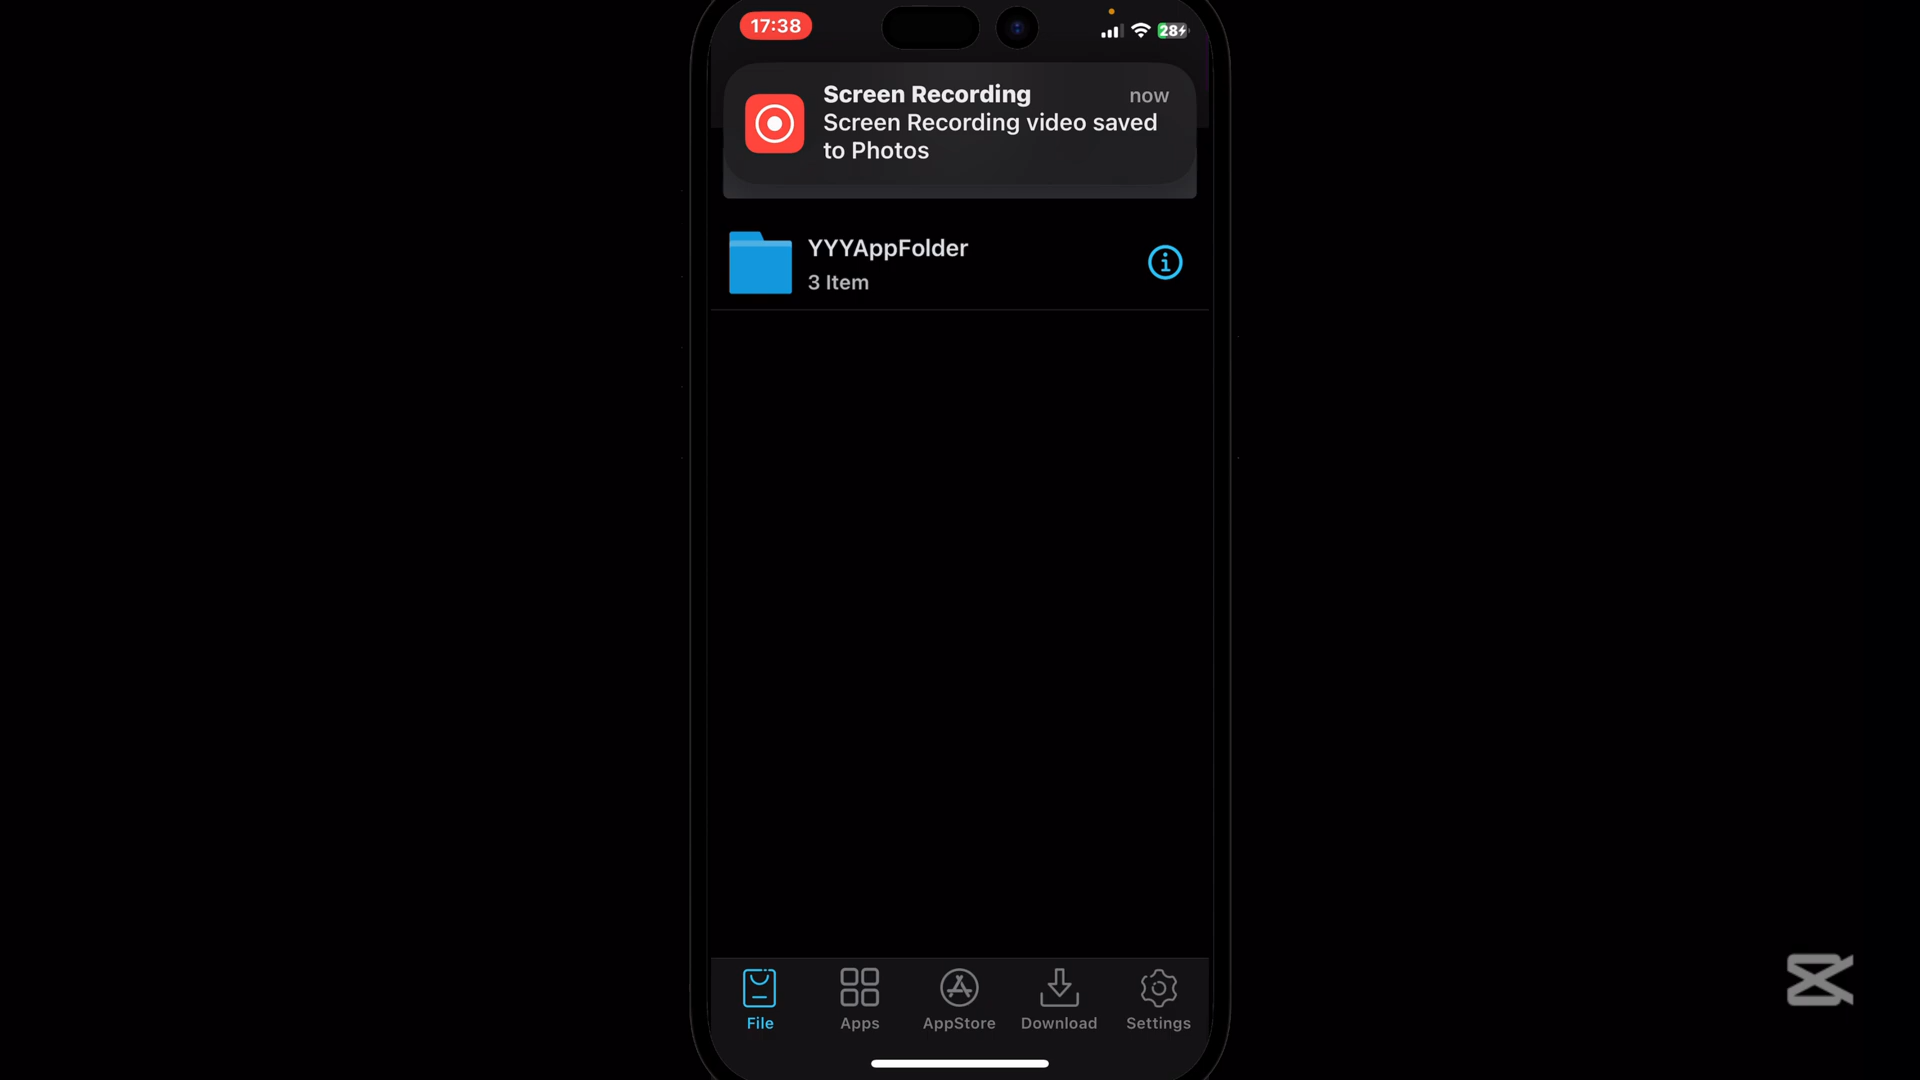 17:38
28
Screen Recording
now
Screen Recording video saved
to Photos
YYYAppFolder
3 Item
File
Apps
AppStore
Download
Settings